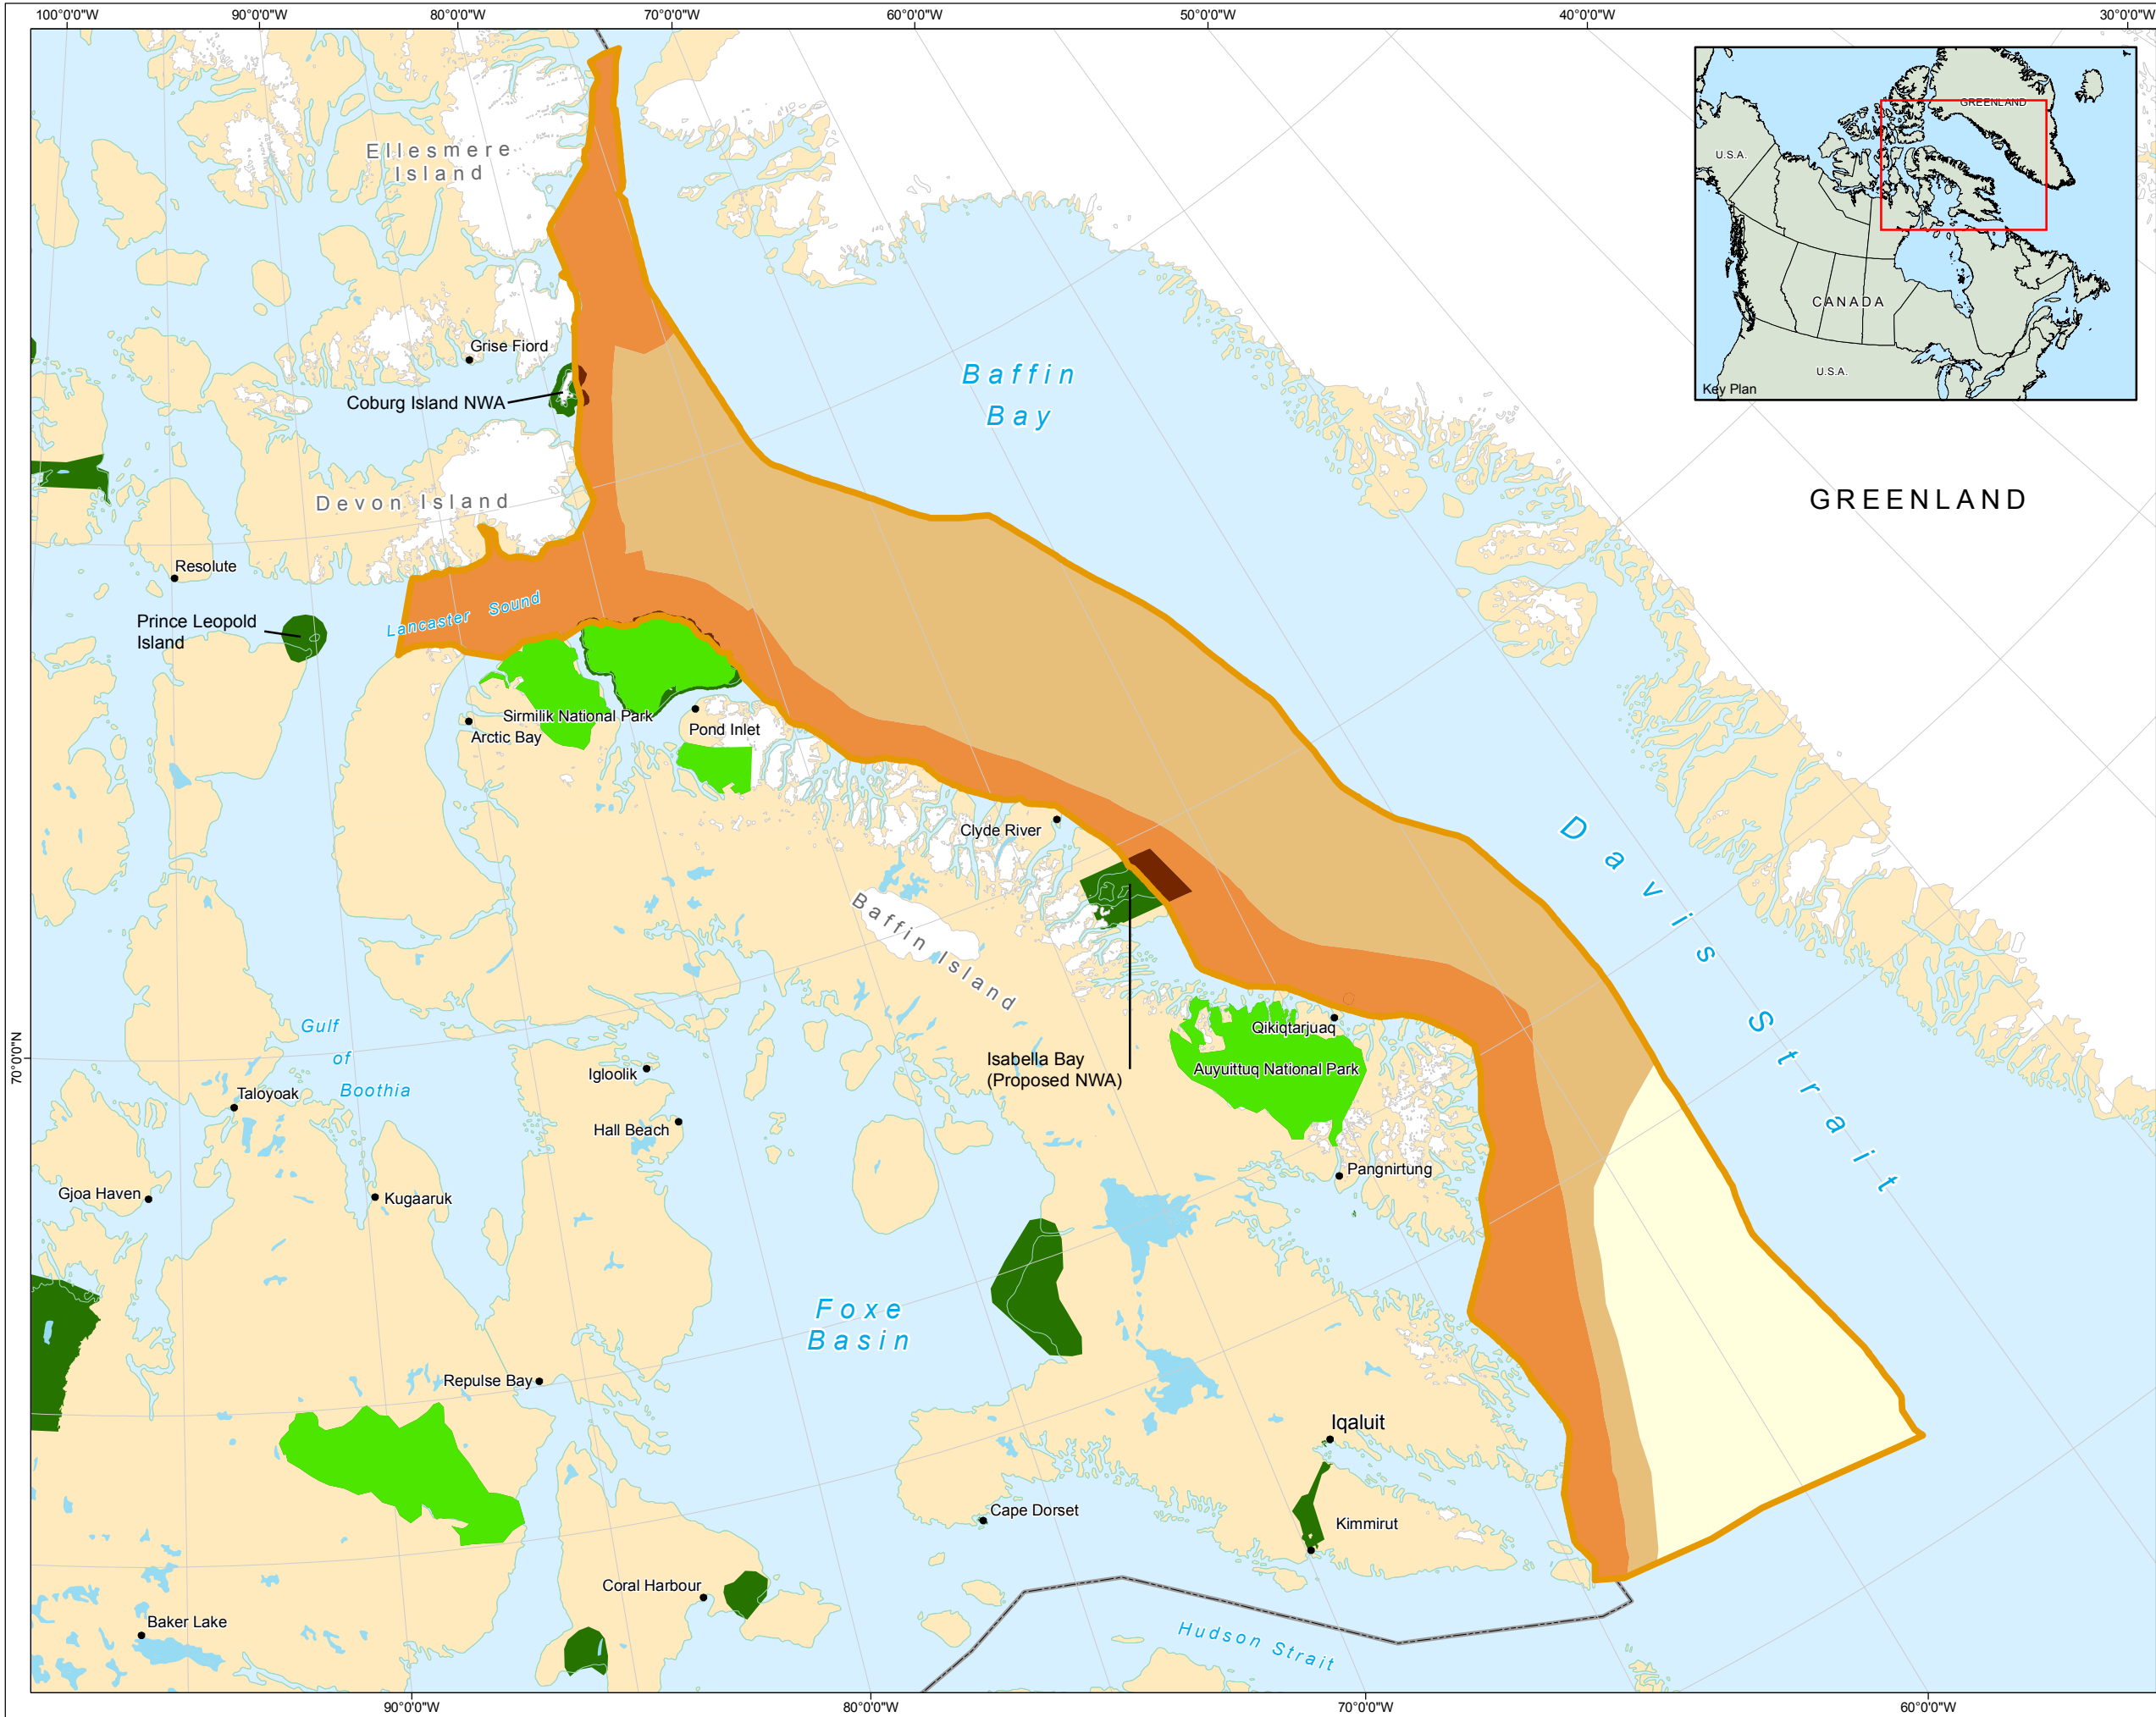 100°0'0"W
90°0'0"W
80°0'0"W
70°0'0"W
60°0'0"W
50°0'0"W
40°0'0"W
30°0'0"W
GREENLAND
U.S.A.
CANADA
U.S.A.
Key Plan
Ellesmere
Island
Grise Fiord
Coburg Island NWA
Baffin
Bay
Devon Island
GREENLAND
Resolute
Prince Leopold
Island
Lancaster Sound
Sirmilik National Park
Arctic Bay
Pond Inlet
Clyde River
Davis Strait
Baffin Island
70°0'0"N
Gulf
of
Boothia
Qikiqtarjuaq
Isabella Bay
(Proposed NWA)
Auyuittuq National Park
Igloolik
Taloyoak
Hall Beach
Pangnirtung
Gjoa Haven
Kugaaruk
Foxe
Basin
Repulse Bay
Iqaluit
Cape Dorset
Kimmirut
Coral Harbour
Baker Lake
Hudson Strait
90°0'0"W
80°0'0"W
70°0'0"W
60°0'0"W